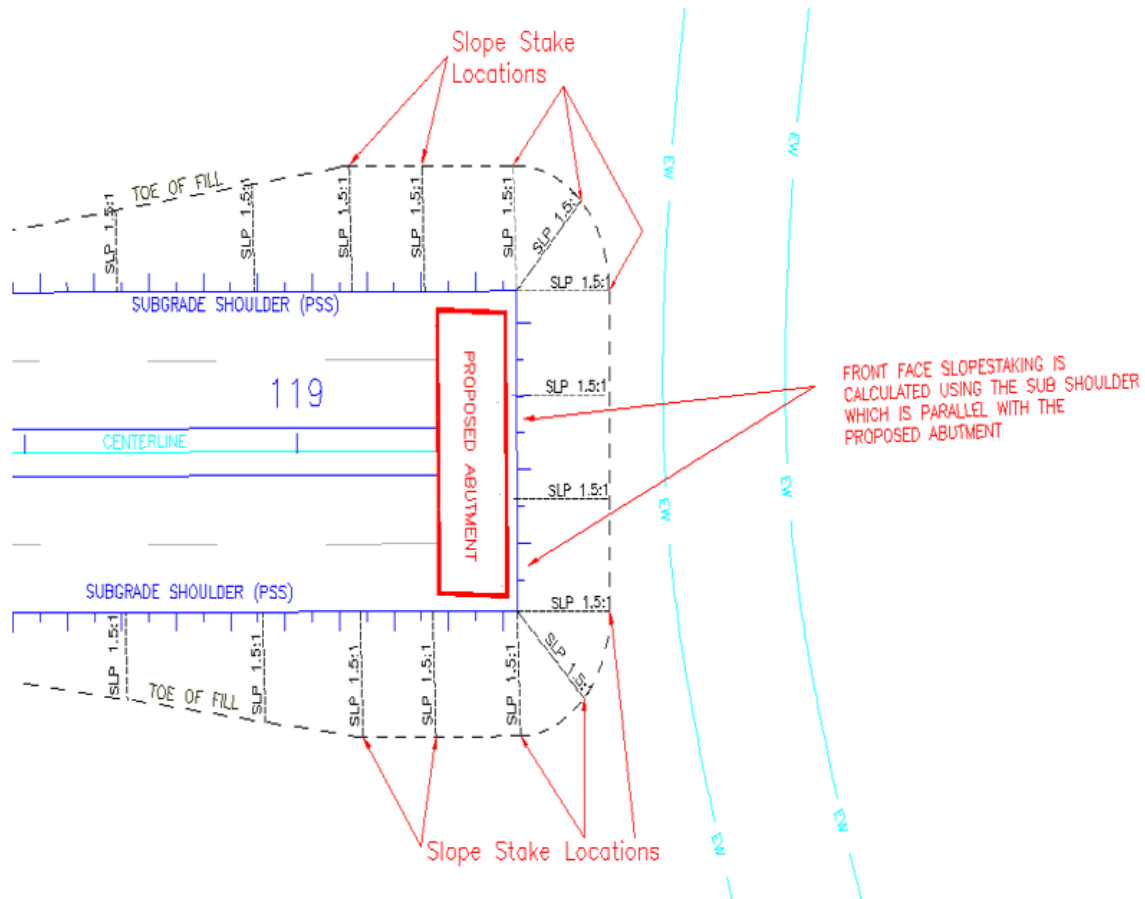 Slope Stake
Locations
EW
EW
TOE OF FILL
SLP 1.5:1
SLP 1.5:1
SLP 1.5:1
SLP 1.5:1
SLP 1.5:1
SLP 1.5:1
SLP 1.5:1
SUBGRADE SHOULDER (PSS)
119
PROPOSED ABUTMENT
SLP 1.5:1
FRONT FACE SLOPESTAKING IS
CALCULATED USING THE SUB SHOULDER
WHICH IS PARALLEL WITH THE
PROPOSED ABUTMENT
CENTERLINE
SLP 1.5:1
EW
EW
SUBGRADE SHOULDER (PSS)
SLP 1.5:1
SLP 1.5:1
SLP 1.5:1
SLP 1.5:1
SLP 1.5:1
SLP 1.5:1
SLP 1.5:1
TOE OF FILL
EW
EW
Slope Stake Locations